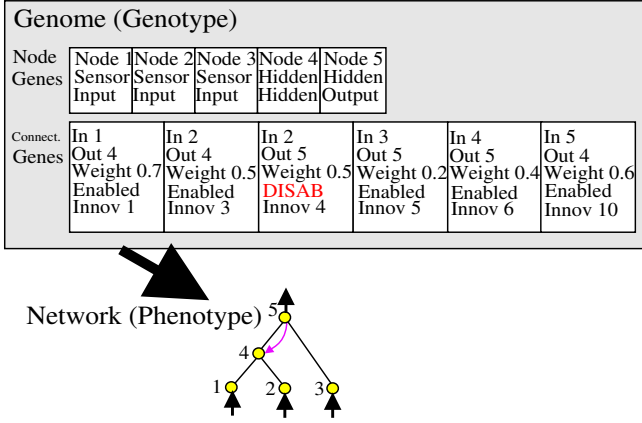 Genome (Genotype)
Node Genes
Node 1 Sensor Input
Node 2 Sensor Input
Node 3 Sensor Input
Node 4 Hidden Hidden
Node 5 Hidden Output
Connect. Genes
In 1
Out 4
Weight 0.7
Enabled
Innov 1
In 2
Out 4
Weight 0.5
Enabled
Innov 3
In 2
Out 5
Weight 0.5
DISAB
Innov 4
In 3
Out 5
Weight 0.2
Enabled
Innov 5
In 4
Out 5
Weight 0.4
Enabled
Innov 6
In 5
Out 4
Weight 0.6
Enabled
Innov 10
Network (Phenotype)
5
4
1
2
3